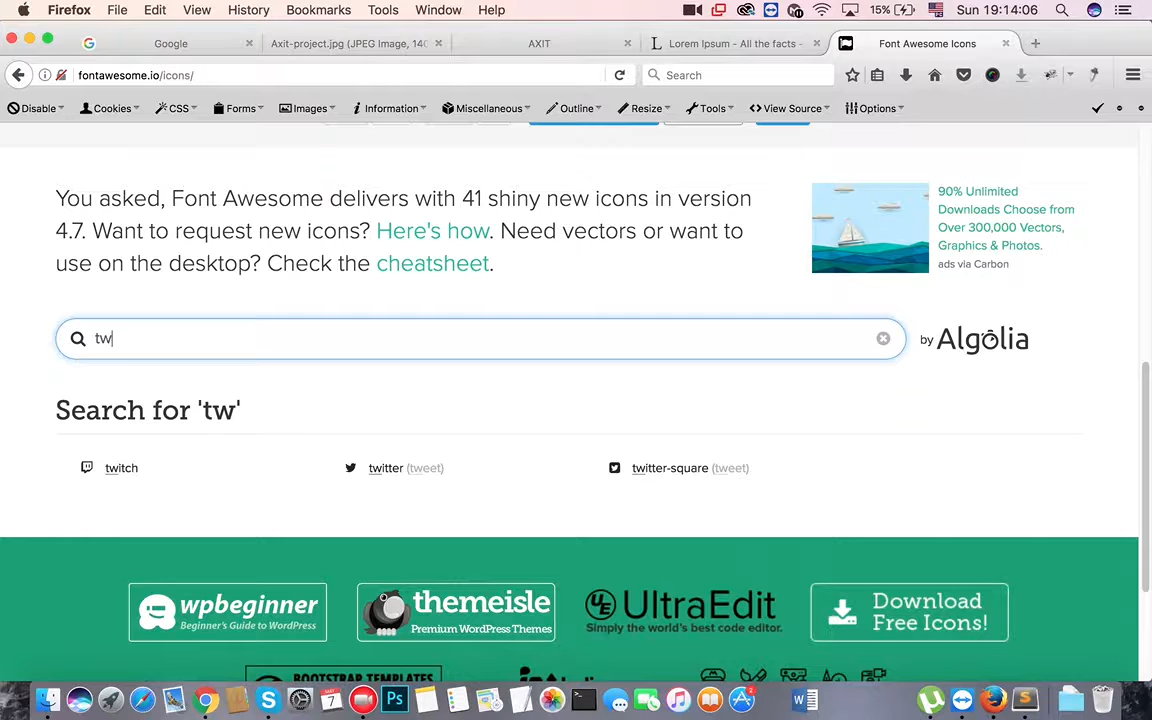 Firefox File Edit View History Bookmarks Tools Window Help 15% Sun 19:14:06
Google Axit-project.jpg (JPEG Image, 140 AXIT Lorem Ipsum - All the facts - Font Awesome Icons
fontawesome.io/icons/ Search
Disable Cookies CSS Forms Images Information Miscellaneous Outline Resize Tools View Source Options
You asked, Font Awesome delivers with 41 shiny new icons in version
4.7. Want to request new icons? Here's how. Need vectors or want to
use on the desktop? Check the cheatsheet.
90% Unlimited
Downloads Choose from
Over 300,000 Vectors,
Graphics & Photos.
ads via Carbon
tw
by Algolia
Search for 'tw'
twitch twitter (tweet) twitter-square (tweet)
wpbeginner
Beginner's Guide to WordPress
themeisle
Premium WordPress Themes
UE UltraEdit
Simply the world's best code editor.
Download
Free Icons!
BOOTSTRAP TEMPLATES